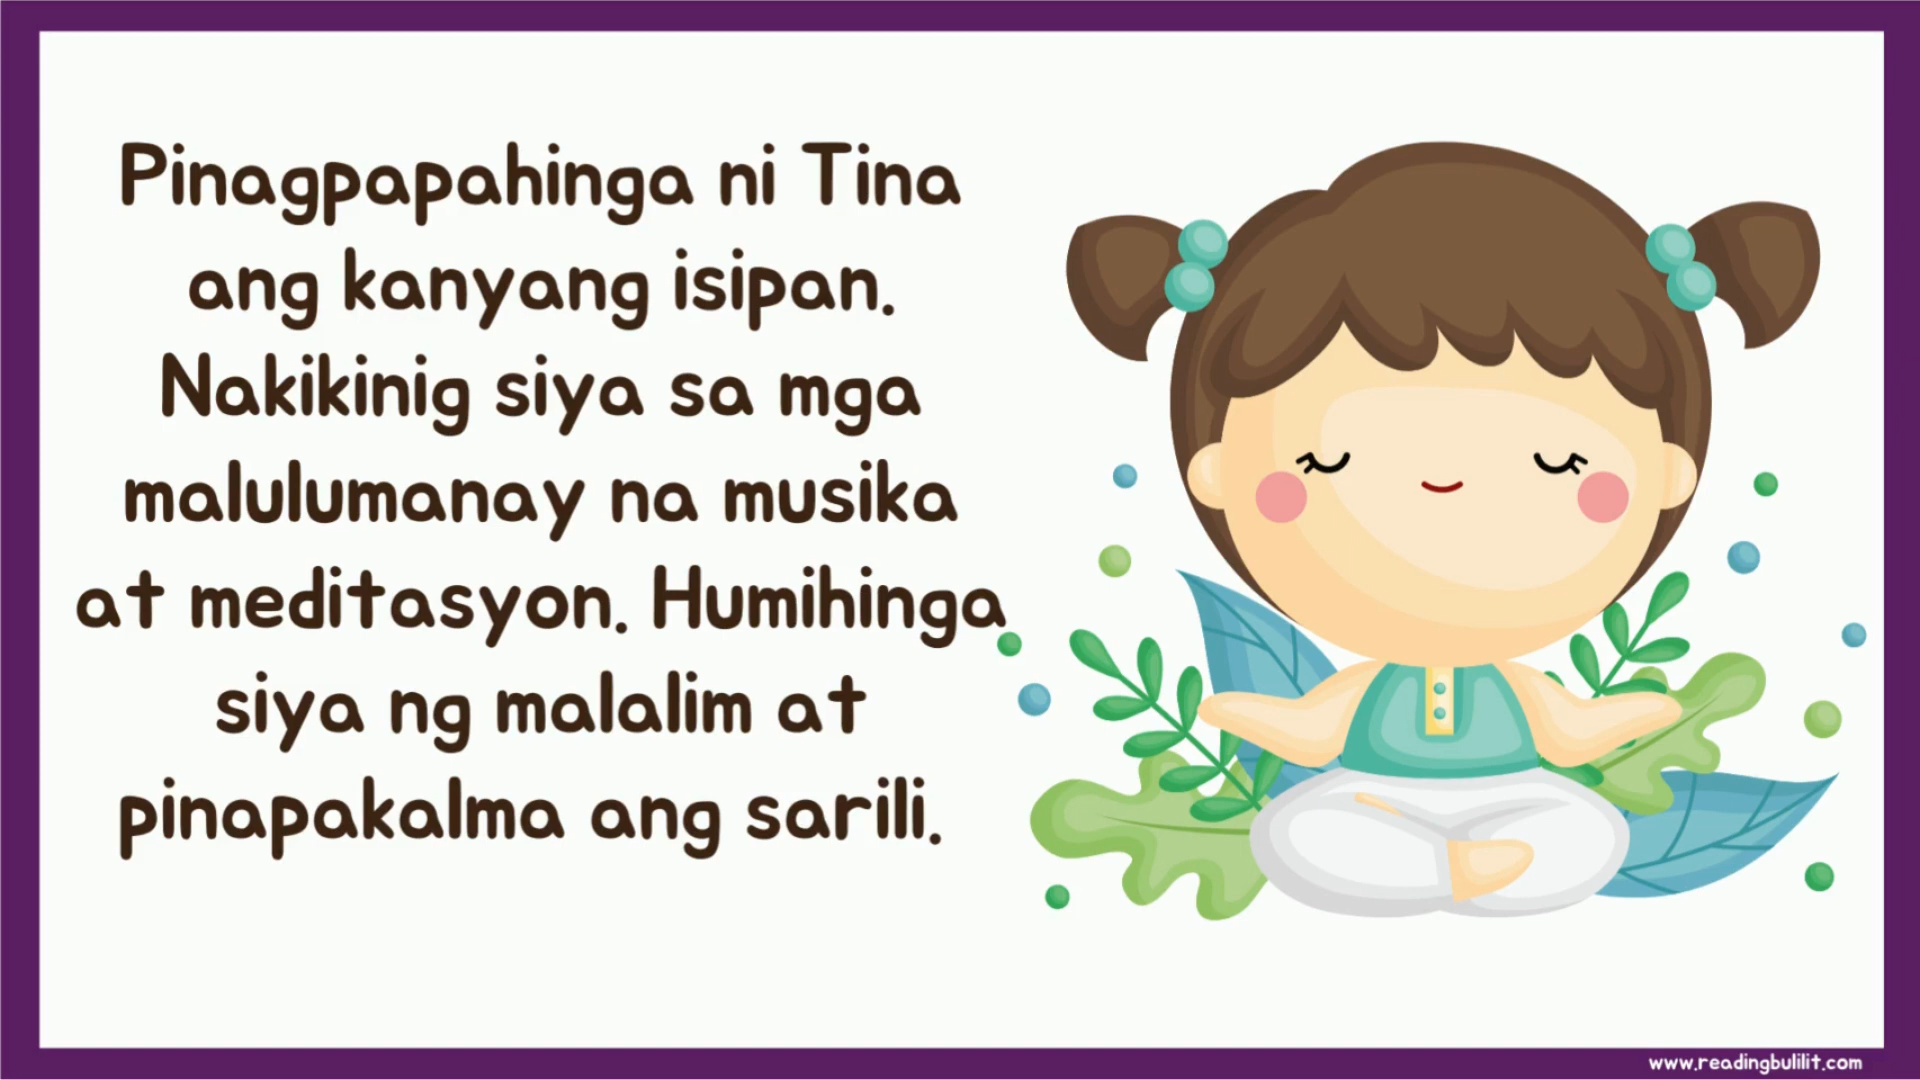 Pinagpapahinga ni Tina
ang kanyang isipan.
Nakikinig siya sa mga
malulumanay na musika
at meditasyon. Humihinga
siya ng malalim at
pinapakalma ang sarili.
www.readingbulilit.com